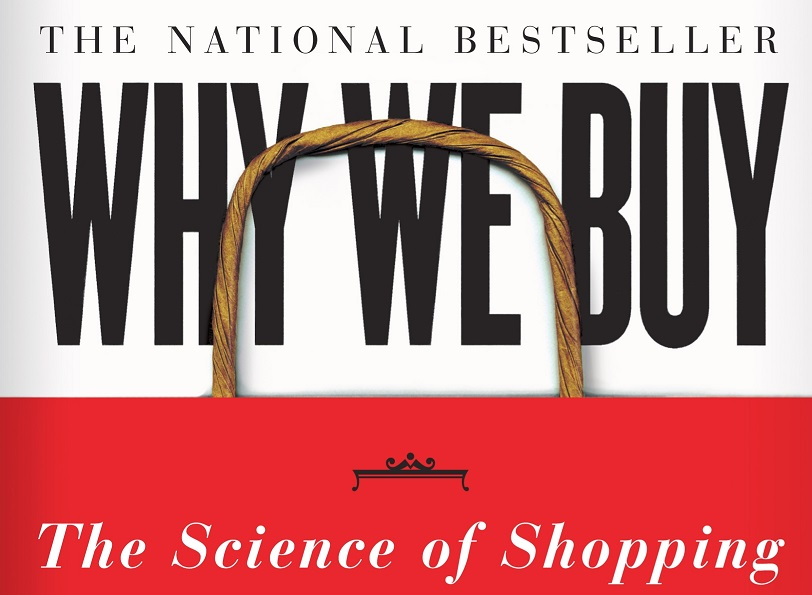 THE NATIONAL BESTSELLER
WHY WE BUY
The Science of Shopping